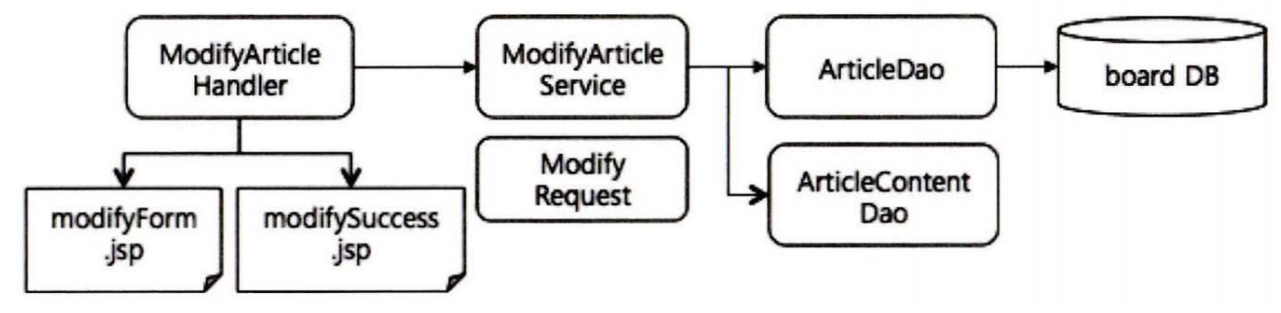 ModifyArticle
Handler
ModifyArticle
Service
ArticleDao
board DB
Modify
Request
ArticleContent
Dao
modifyForm
.jsp
modifySuccess
.jsp